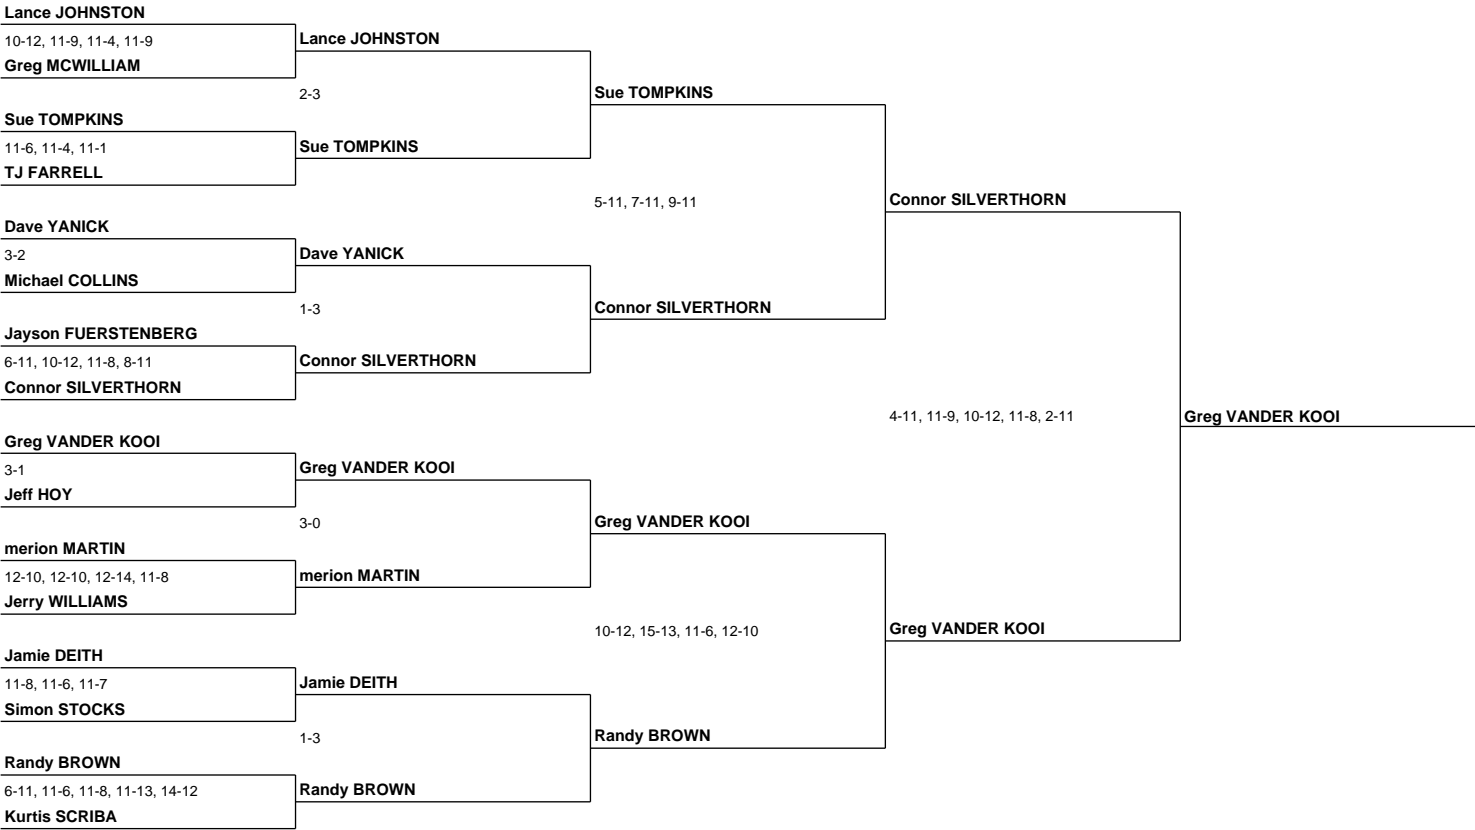 Lance JOHNSTON
10-12, 11-9, 11-4, 11-9
Greg MCWILLIAM
Sue TOMPKINS
11-6, 11-4, 11-1
TJ FARRELL
Dave YANICK
3-2
Michael COLLINS
Jayson FUERSTENBERG
6-11, 10-12, 11-8, 8-11
Connor SILVERTHORN
Greg VANDER KOOI
3-1
Jeff HOY
merion MARTIN
12-10, 12-10, 12-14, 11-8
Jerry WILLIAMS
Jamie DEITH
11-8, 11-6, 11-7
Simon STOCKS
Randy BROWN
6-11, 11-6, 11-8, 11-13, 14-12
Kurtis SCRIBA
Lance JOHNSTON
2-3
Sue TOMPKINS
Dave YANICK
1-3
Connor SILVERTHORN
Greg VANDER KOOI
3-0
merion MARTIN
Jamie DEITH
1-3
Randy BROWN
Sue TOMPKINS
5-11, 7-11, 9-11
Connor SILVERTHORN
Greg VANDER KOOI
10-12, 15-13, 11-6, 12-10
Randy BROWN
Connor SILVERTHORN
4-11, 11-9, 10-12, 11-8, 2-11
Greg VANDER KOOI
Greg VANDER KOOI